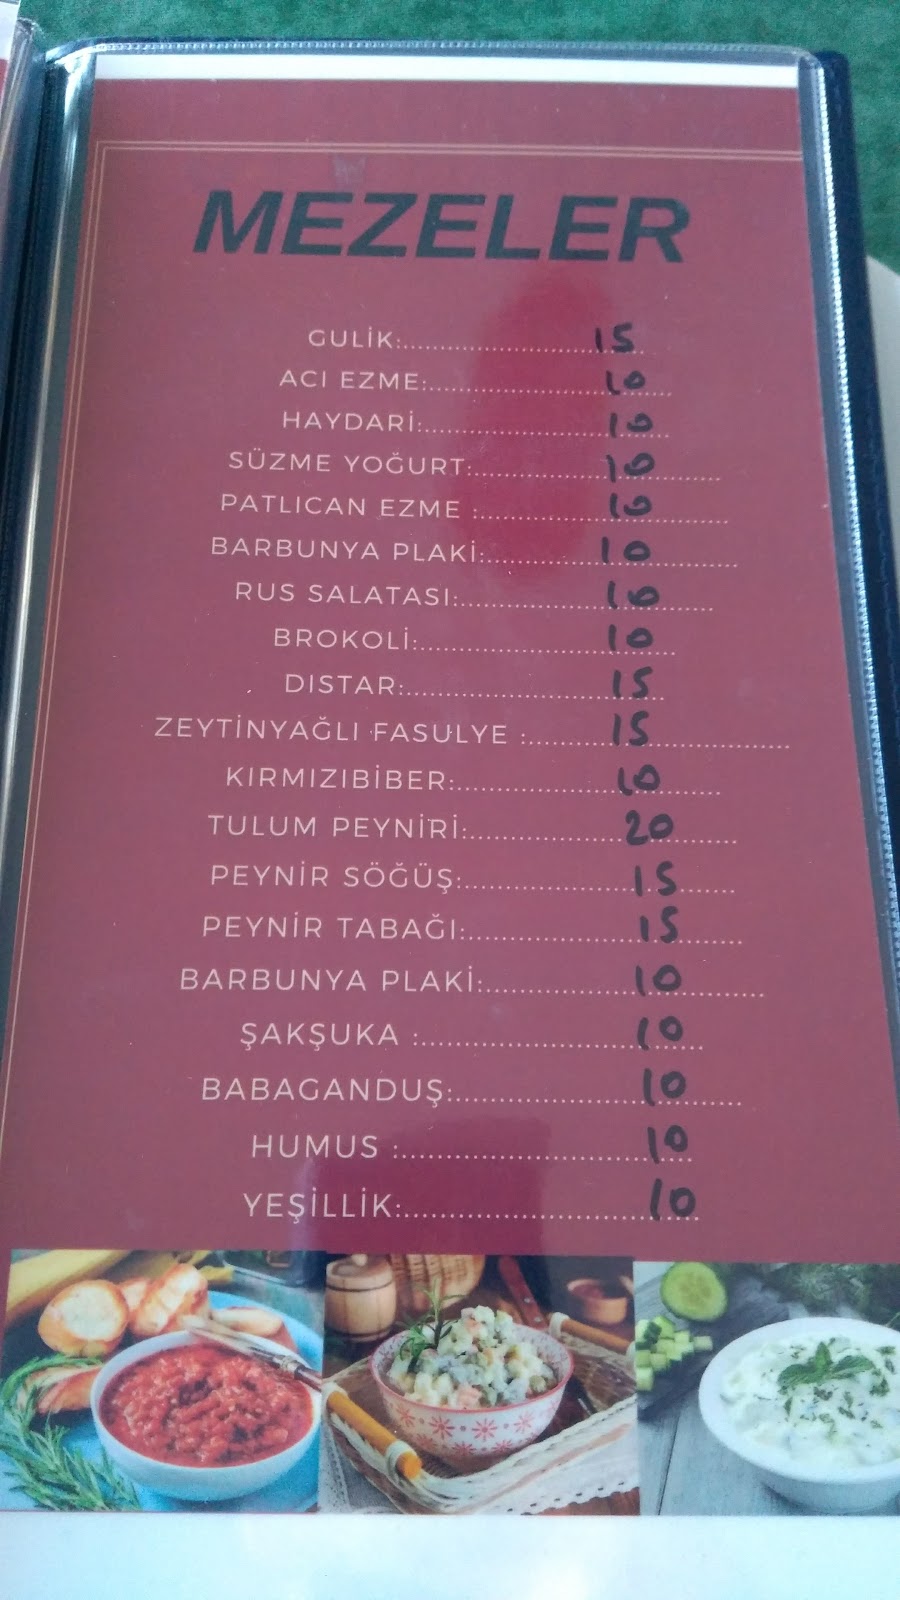 MEZELER
GULİK:..............................15
ACI EZME:..............................10
HAYDARİ:..............................10
SÜZME YOĞURT:..............................10
PATLICAN EZME :..............................10
BARBUNYA PLAKİ:..............................10
RUS SALATASI:..............................10
BROKOLİ:..............................10
DISTAR:..............................15
ZEYTİNYAĞLI FASULYE :..............................15
KIRMIZIBİBER:..............................10
TULUM PEYNİRİ:..............................20
PEYNİR SÖĞÜŞ:..............................15
PEYNİR TABAĞI:..............................15
BARBUNYA PLAKİ:..............................10
ŞAKŞUKA :..............................10
BABAGANDUŞ:..............................10
HUMUS :..............................10
YEŞİLLİK:..............................10